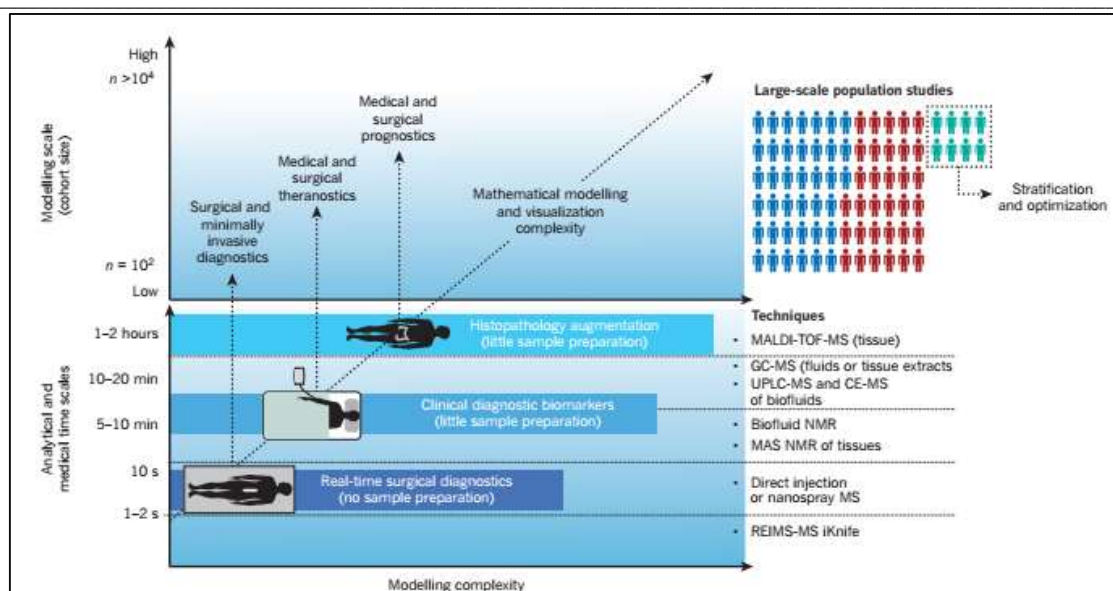 High
n >10⁴
Modelling scale
(cohort size)
n = 10²
Low
Surgical and
minimally
invasive
diagnostics
Medical and
surgical
theranostics
Medical and
surgical
prognostics
Mathematical modelling
and visualization
complexity
Large-scale population studies
Stratification
and optimization
Analytical and
medical time scales
1–2 hours
10–20 min
5–10 min
10 s
1–2 s
Histopathology augmentation
(little sample preparation)
Clinical diagnostic biomarkers
(little sample preparation)
Real-time surgical diagnostics
(no sample preparation)
Techniques
• MALDI-TOF-MS (tissue)
• GC-MS (fluids or tissue extracts
• UPLC-MS and CE-MS
of biofluids
• Biofluid NMR
• MAS NMR of tissues
• Direct injection
or nanospray MS
• REIMS-MS iKnife
Modelling complexity